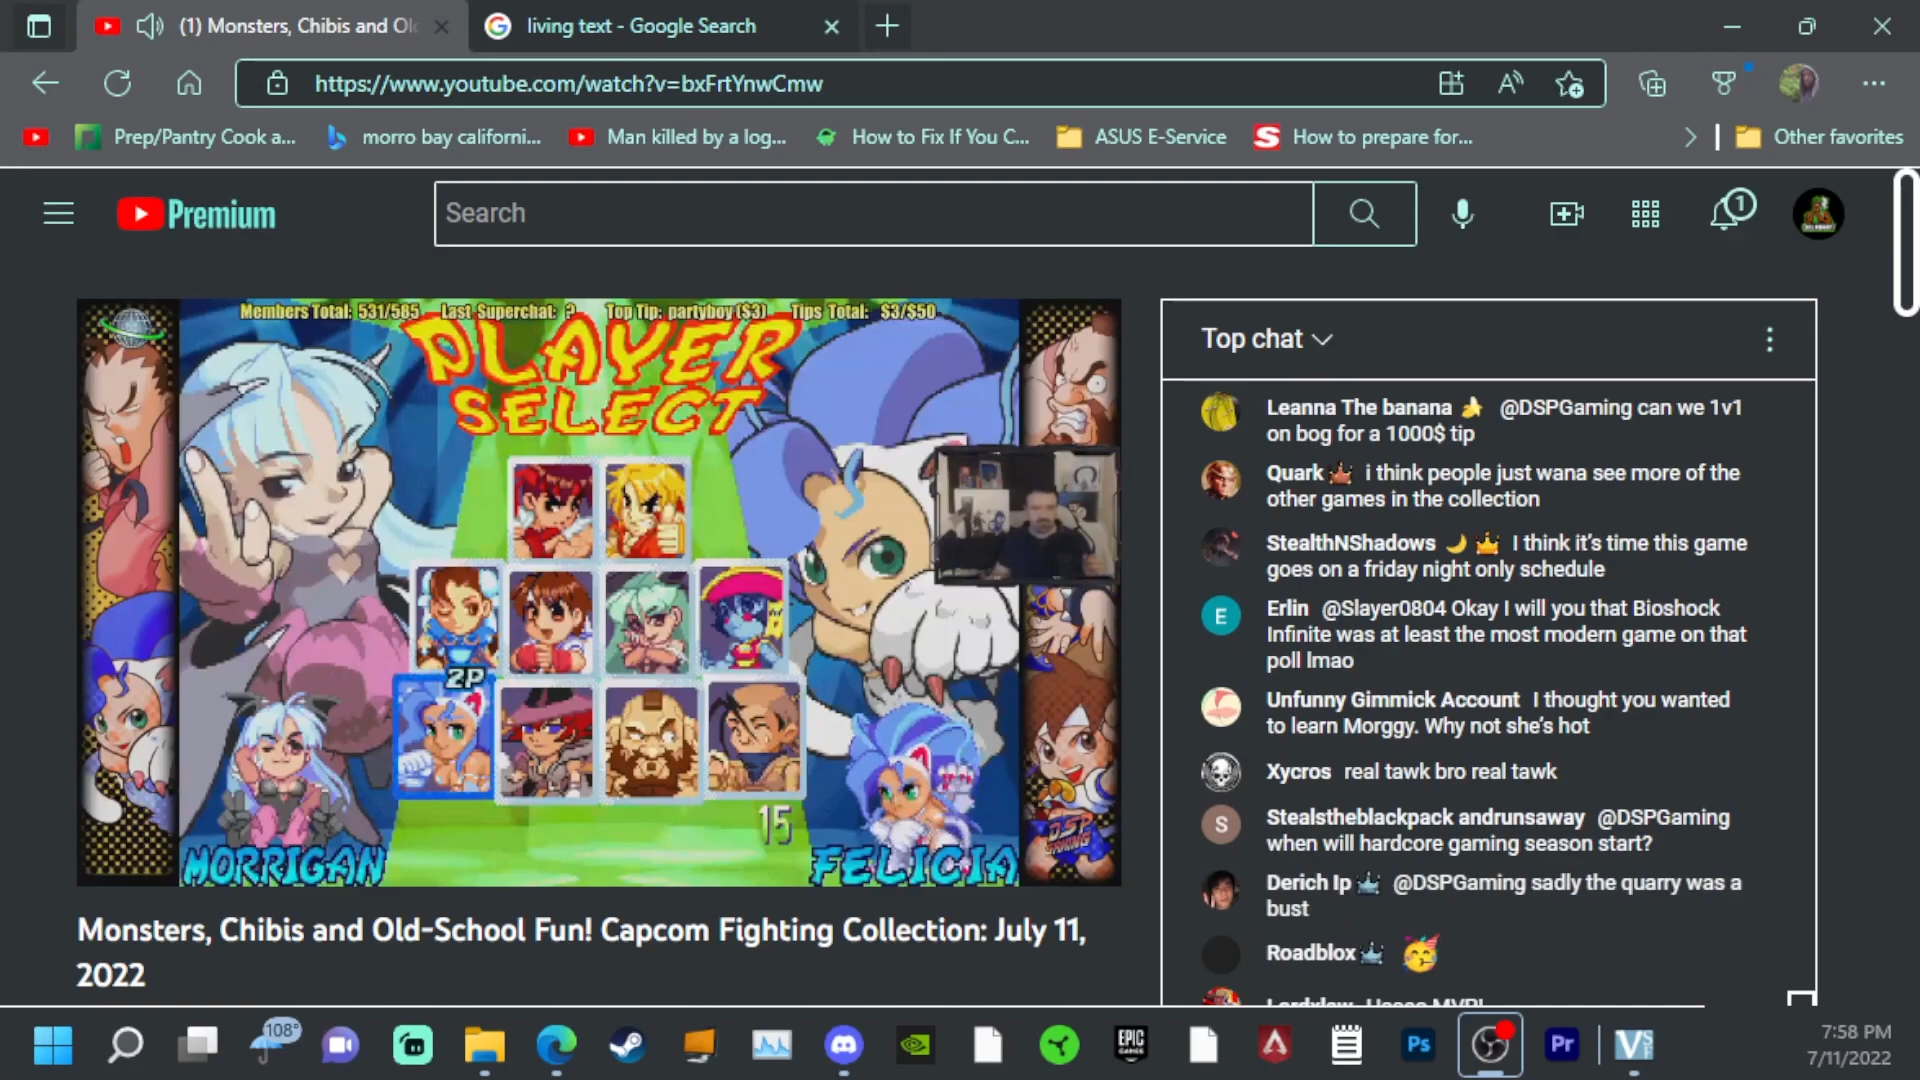 (1) Monsters, Chibis and Old
living text - Google Search
https://www.youtube.com/watch?v=bxFrtYnwCmw
Prep/Pantry Cook a...
morro bay californi...
Man killed by a log...
How to Fix If You C...
ASUS E-Service
How to prepare for...
Other favorites
Premium
Search
1
Members Total: 531/585 Last Superchat: ? Top Tip: partyboy ($3) Tips Total: $3/$50
PLAYER
SELECT
2P
15
MORRIGAN
FELICIA
DSP
GAMING
Top chat
Leanna The banana 🍌 @DSPGaming can we 1v1
on bog for a 1000$ tip
Quark i think people just wana see more of the
other games in the collection
StealthNShadows 🌙 I think it's time this game
goes on a friday night only schedule
E
Erlin @Slayer0804 Okay I will you that Bioshock
Infinite was at least the most modern game on that
poll lmao
Unfunny Gimmick Account I thought you wanted
to learn Morggy. Why not she's hot
Xycros real tawk bro real tawk
S
Stealstheblackpack andrunsaway @DSPGaming
when will hardcore gaming season start?
Derich Ip @DSPGaming sadly the quarry was a
bust
Roadblox 🥳
Monsters, Chibis and Old-School Fun! Capcom Fighting Collection: July 11,
2022
108°
EPIC
GAMES
Ps
Pr
7:58 PM
7/11/2022